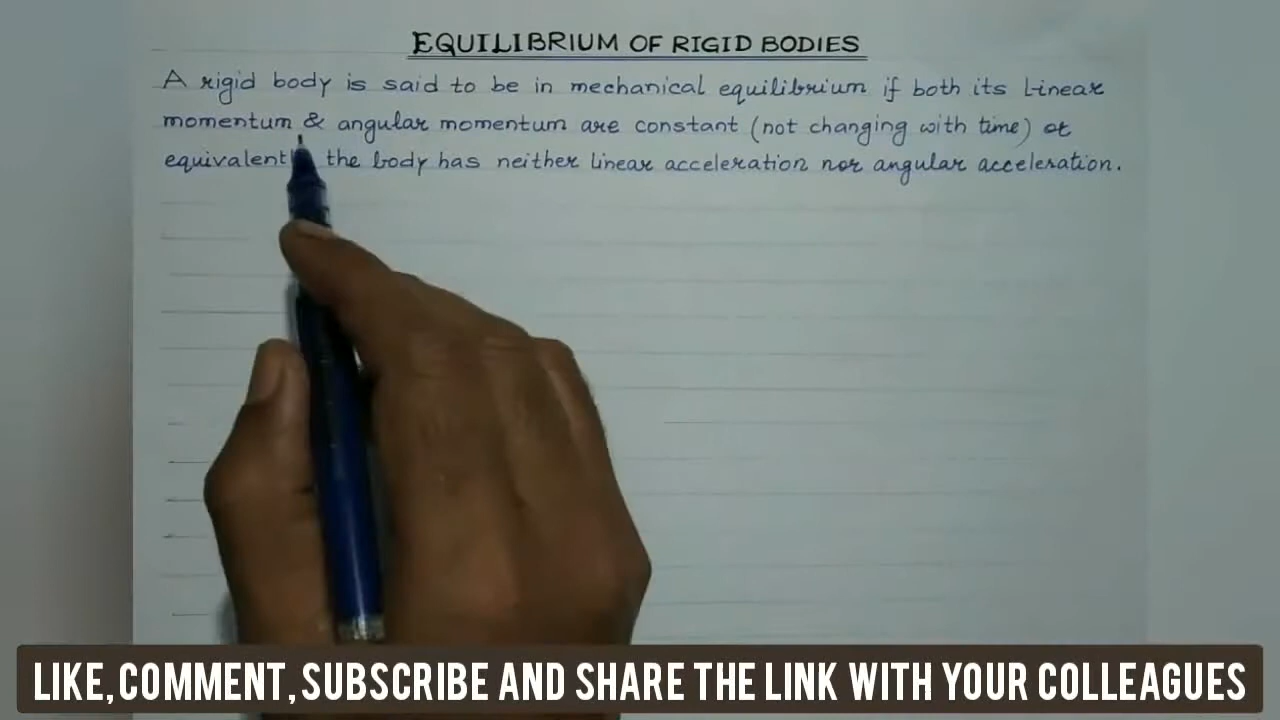 EQUILIBRIUM OF RIGID BODIES
A rigid body is said to be in mechanical equilibrium if both its Linear
momentum & angular momentum are constant (not changing with time) or
equivalent the body has neither linear acceleration nor angular acceleration.
LIKE, COMMENT, SUBSCRIBE AND SHARE THE LINK WITH YOUR COLLEAGUES